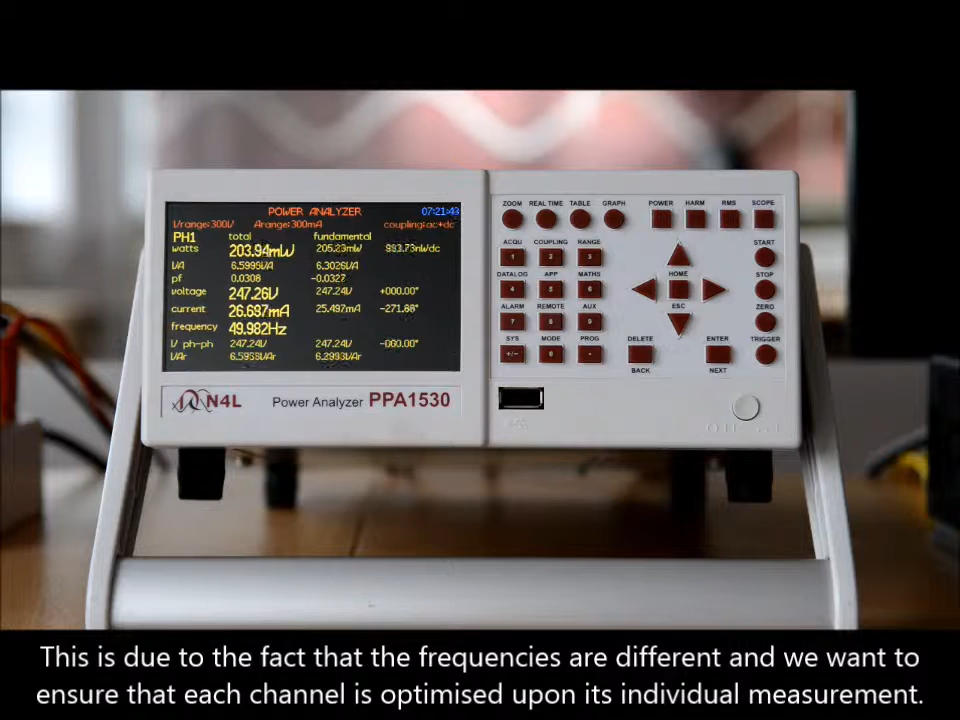 POWER ANALYZER 07:21:43
Vrange:300V Arange:300mA coupling:ac+dc
PH1 total fundamental
watts 203.94mW 205.23mW 993.73nWdc
VA 6.5999VA 6.3026VA
pf 0.0308 -0.0327
voltage 247.26V 247.24V +000.00°
current 26.697mA 25.497mA -271.88°
frequency 49.982Hz
V ph-ph 247.24V 247.24V -000.00°
VAr 6.2993VAr
N4L Power Analyzer PPA1530
ZOOM REAL TIME TABLE GRAPH POWER HARM RMS SCOPE
ACQU COUPLING RANGE START
1 2 3
DATALOG APP MATHS HOME STOP
4 5 6
ALARM REMOTE AUX ESC ZERO
7 8 9
SYS MODE PROG DELETE ENTER TRIGGER
+/- 0 .
BACK NEXT
This is due to the fact that the frequencies are different and we want to
ensure that each channel is optimised upon its individual measurement.